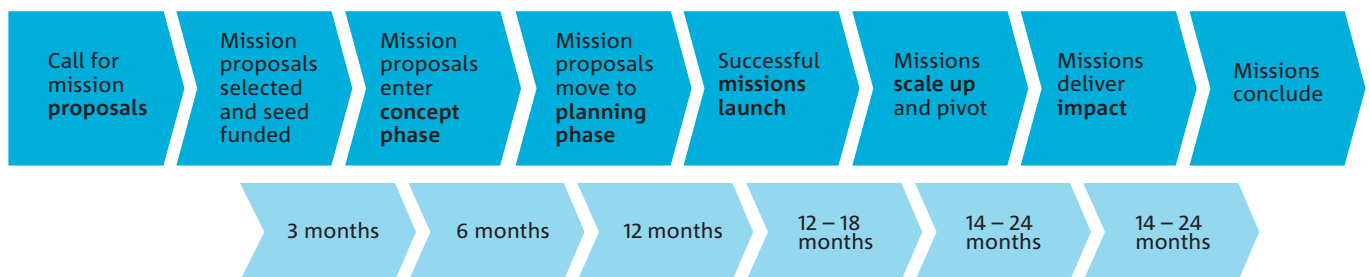 Call for
mission
proposals
Mission
proposals
selected
and seed
funded
Mission
proposals
enter
concept
phase
Mission
proposals
move to
planning
phase
Successful
missions
launch
Missions
scale up
and pivot
Missions
deliver
impact
Missions
conclude
3 months
6 months
12 months
12 – 18
months
14 – 24
months
14 – 24
months